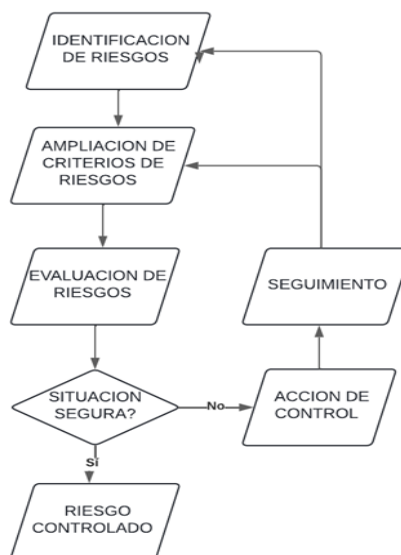 IDENTIFICACION
DE RIESGOS
AMPLIACION DE
CRITERIOS DE
RIESGOS
EVALUACION DE
RIESGOS
SEGUIMIENTO
SITUACION
SEGURA?
No
ACCION DE
CONTROL
Sí
RIESGO
CONTROLADO